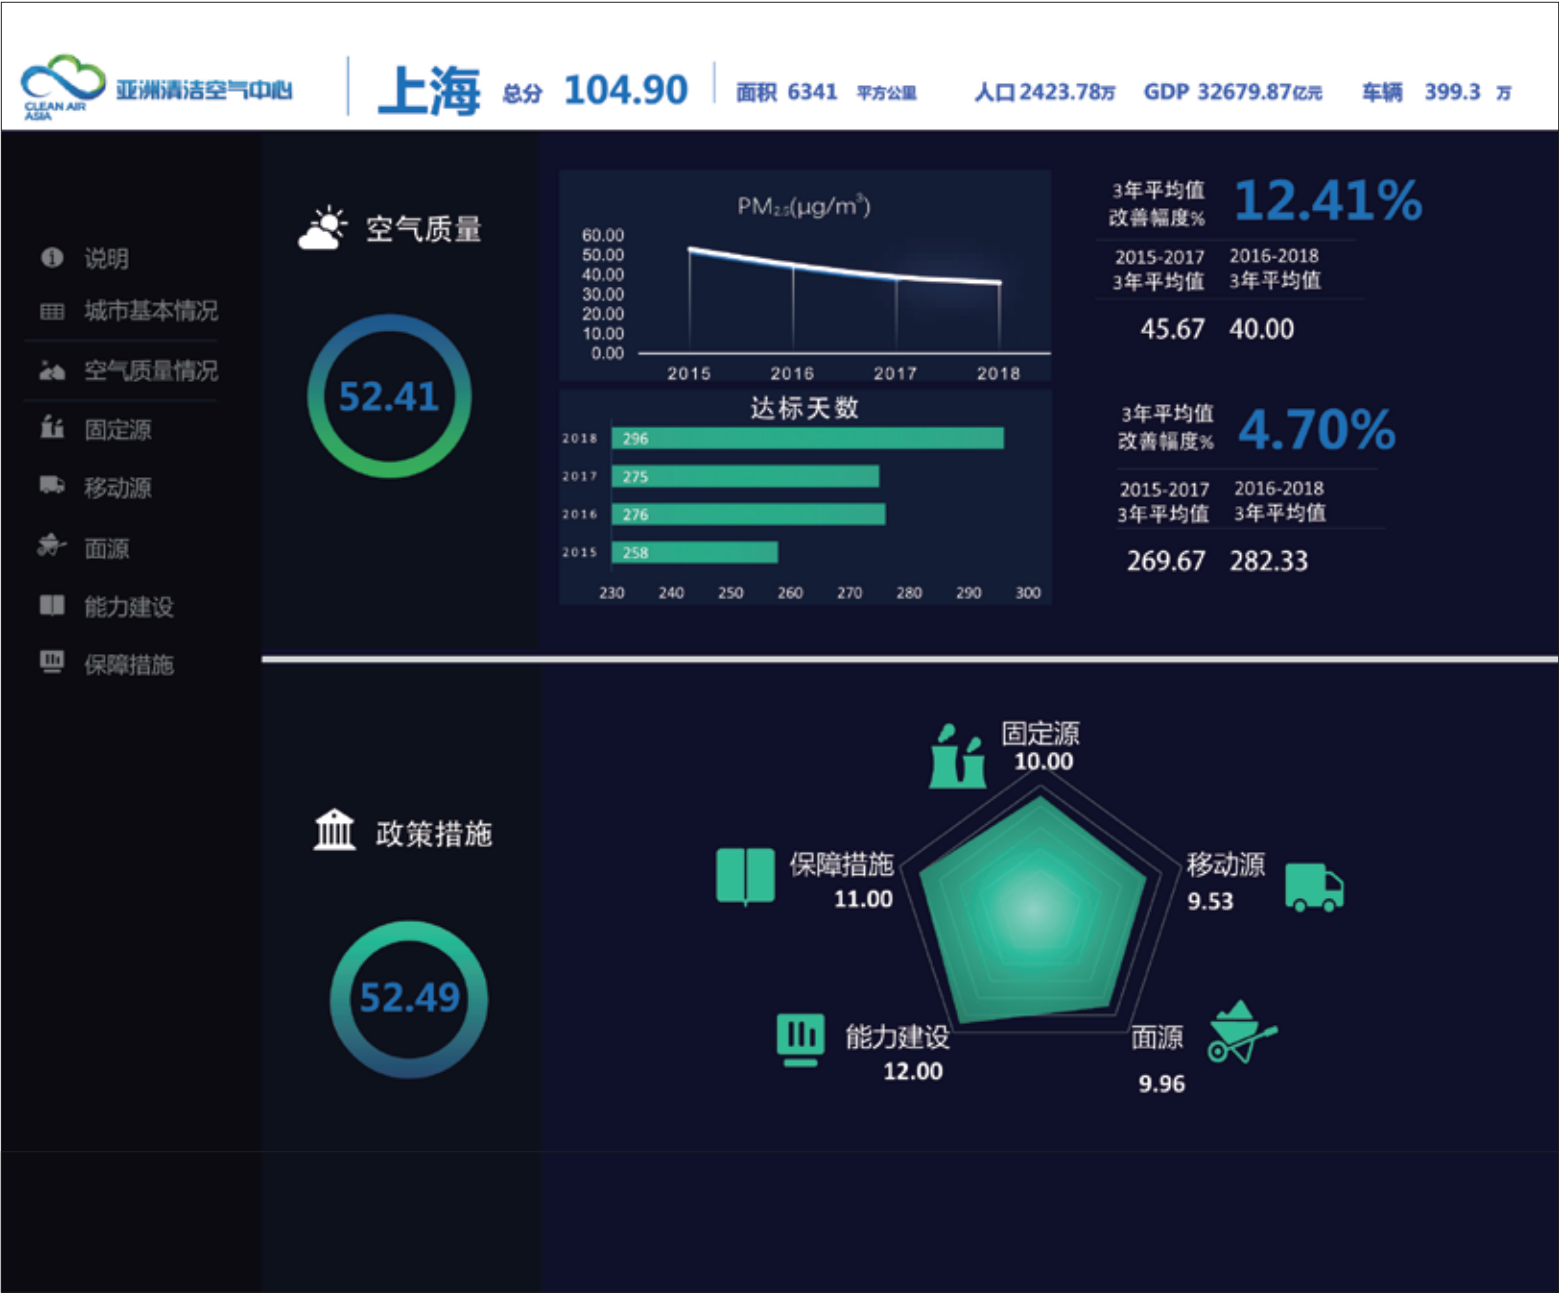 CLEAN AIR
ASIA
亚洲清洁空气中心
上海 总分 104.90 面积 6341 平方公里 人口2423.78万 GDP 32679.87亿元 车辆 399.3 万
说明
城市基本情况
空气质量情况
固定源
移动源
面源
能力建设
保障措施
空气质量
52.41
PM2.5(μg/m³)
60.00
50.00
40.00
30.00
20.00
10.00
0.00
2015 2016 2017 2018
3年平均值
改善幅度% 12.41%
2015-2017 2016-2018
3年平均值 3年平均值
45.67 40.00
达标天数
2018 296
2017 275
2016 276
2015 258
230 240 250 260 270 280 290 300
3年平均值
改善幅度% 4.70%
2015-2017 2016-2018
3年平均值 3年平均值
269.67 282.33
政策措施
52.49
固定源
10.00
保障措施
11.00
移动源
9.53
能力建设
12.00
面源
9.96